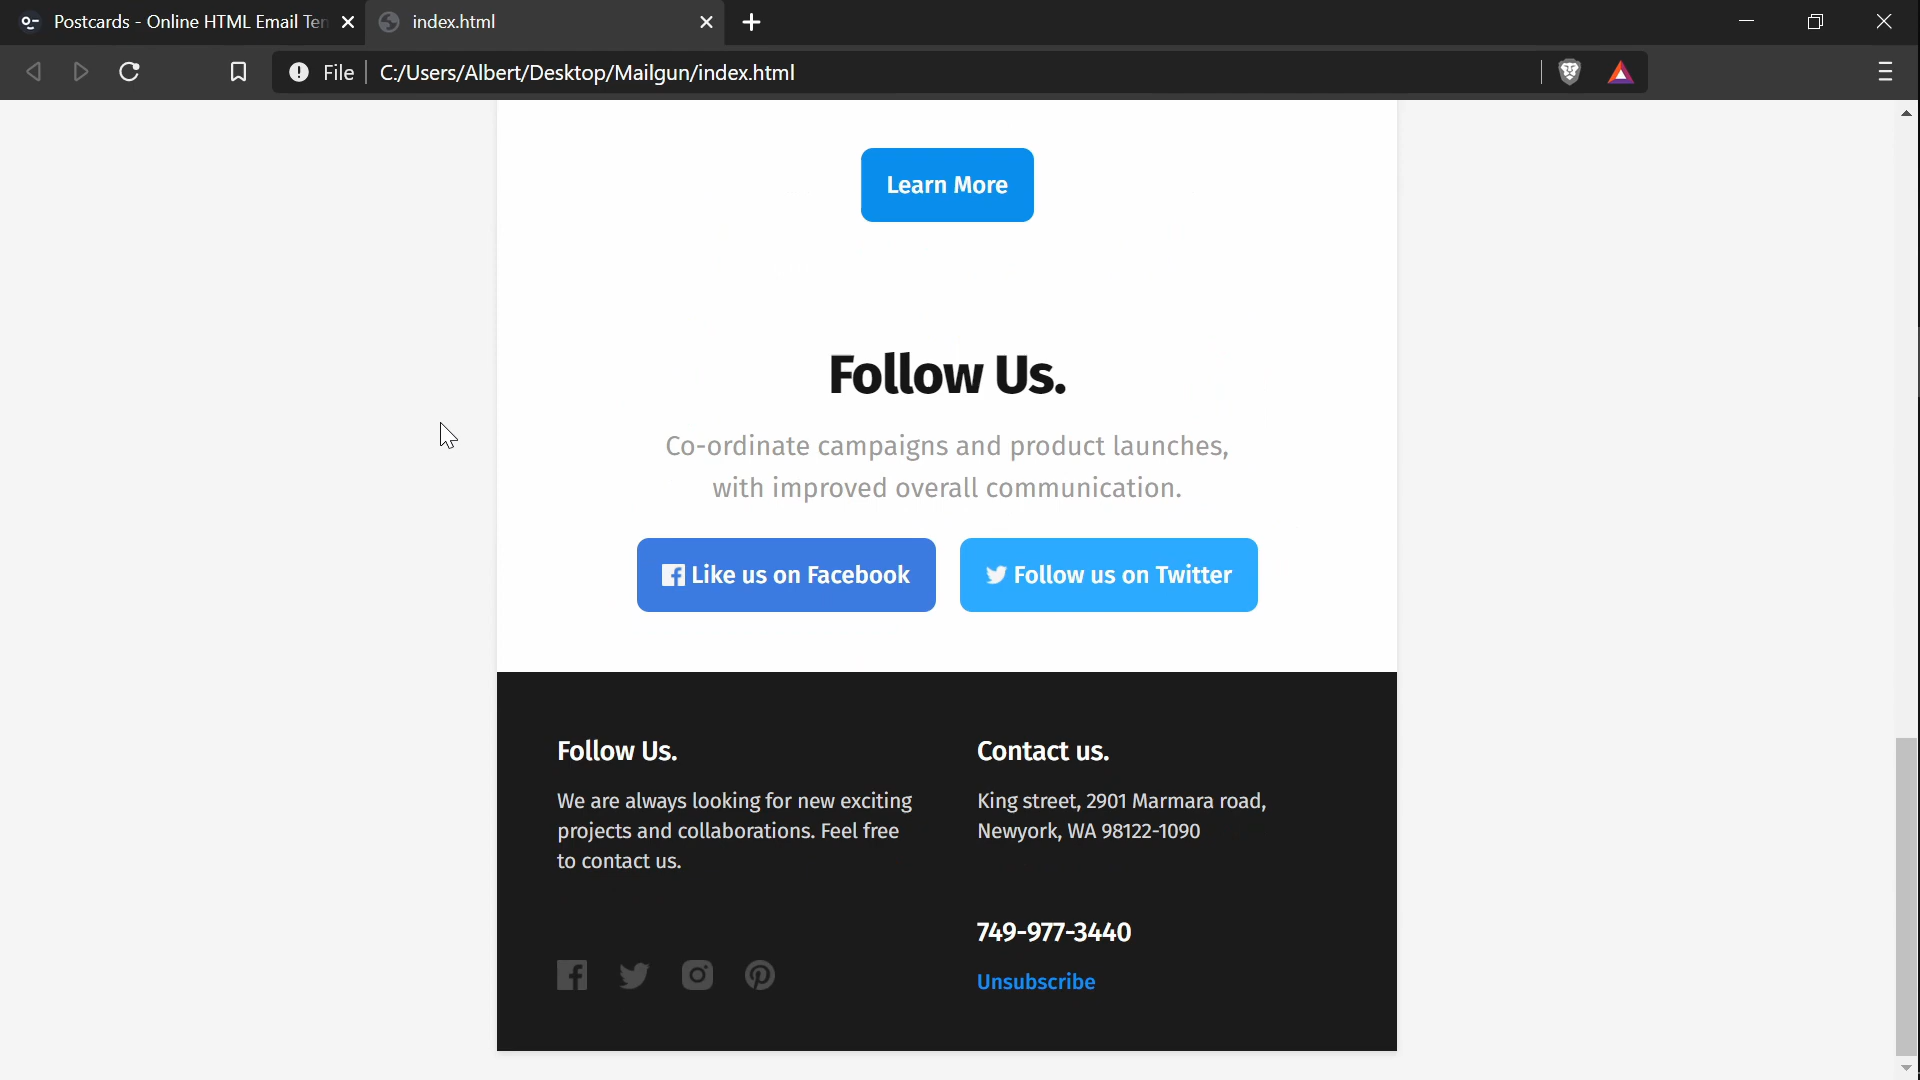 Postcards - Online HTML Email Ten
index.html
File
C:/Users/Albert/Desktop/Mailgun/index.html
Learn More
Follow Us.
Co-ordinate campaigns and product launches,
with improved overall communication.
Like us on Facebook
Follow us on Twitter
Follow Us.
We are always looking for new exciting
projects and collaborations. Feel free
to contact us.
Contact us.
King street, 2901 Marmara road,
Newyork, WA 98122-1090
749-977-3440
Unsubscribe